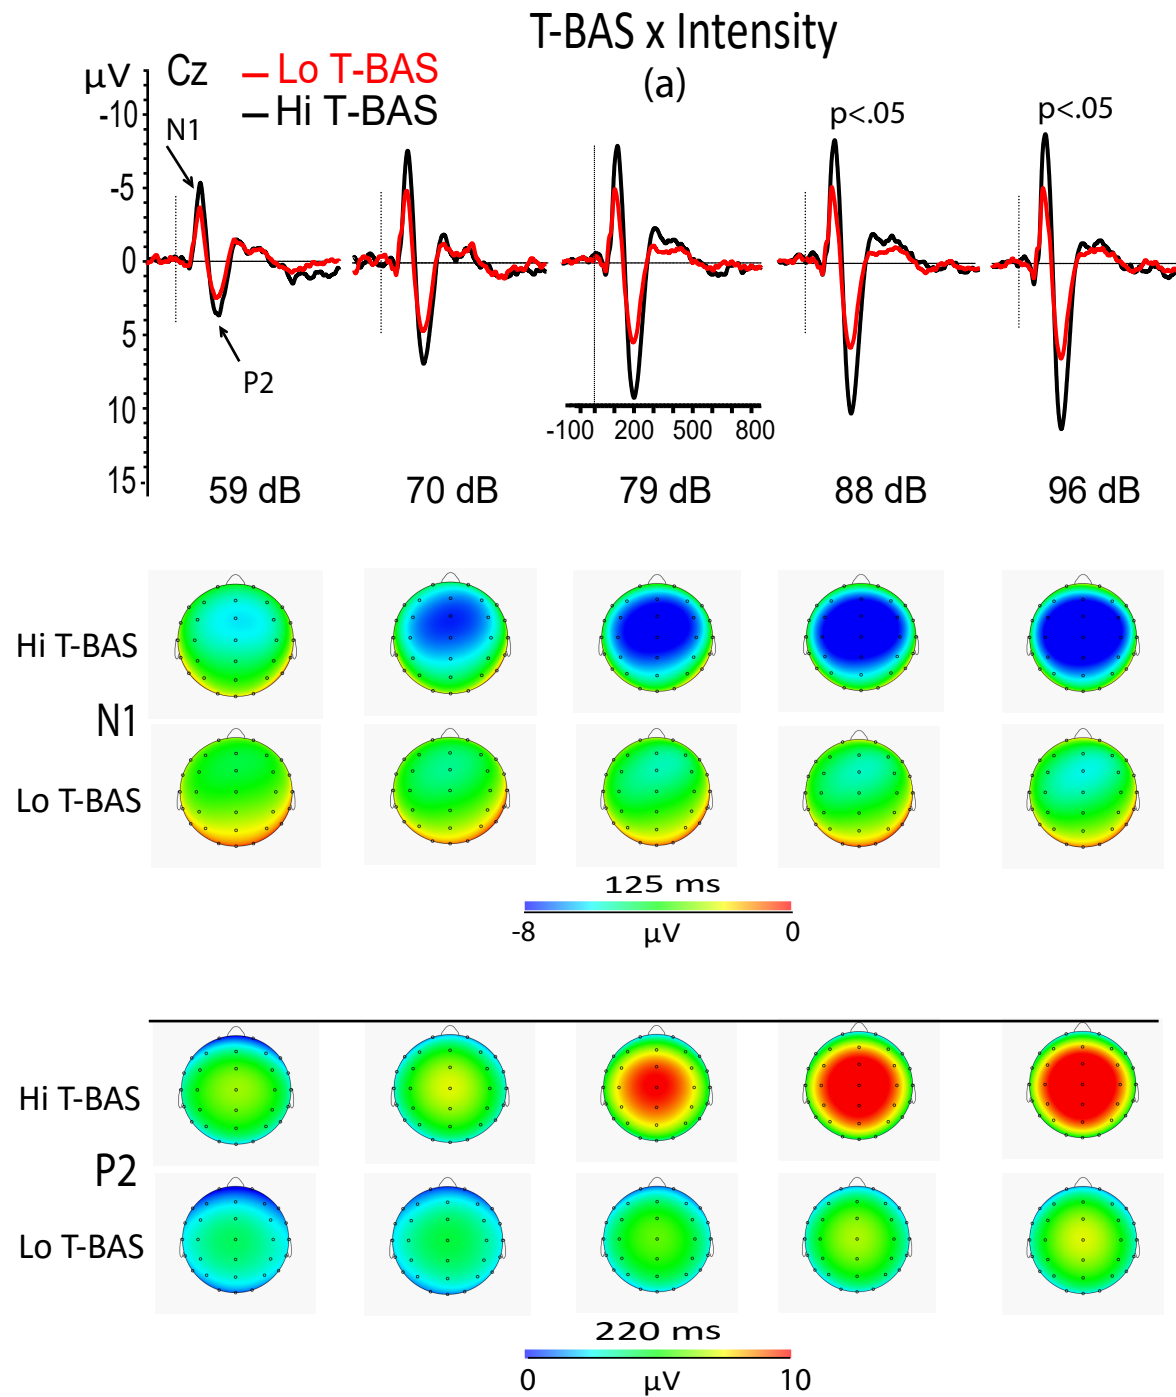 T-BAS x Intensity
(a)
μV Cz – Lo T-BAS
– Hi T-BAS
p<.05 p<.05
-10
N1
-5
0
5
P2
10
-100 200 500 800
15
59 dB 70 dB 79 dB 88 dB 96 dB
Hi T-BAS
N1
Lo T-BAS
125 ms
-8 μV 0
Hi T-BAS
P2
Lo T-BAS
220 ms
0 μV 10